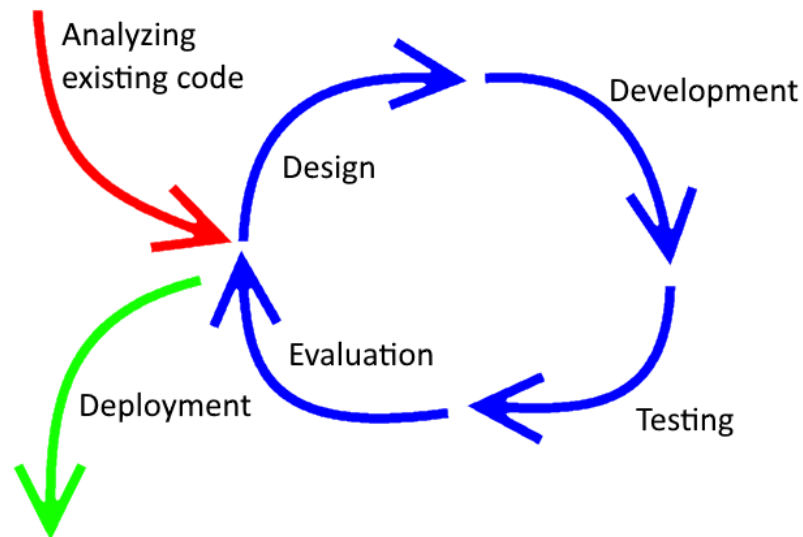 Analyzing
existing code
Development
Design
Evaluation
Deployment
Testing